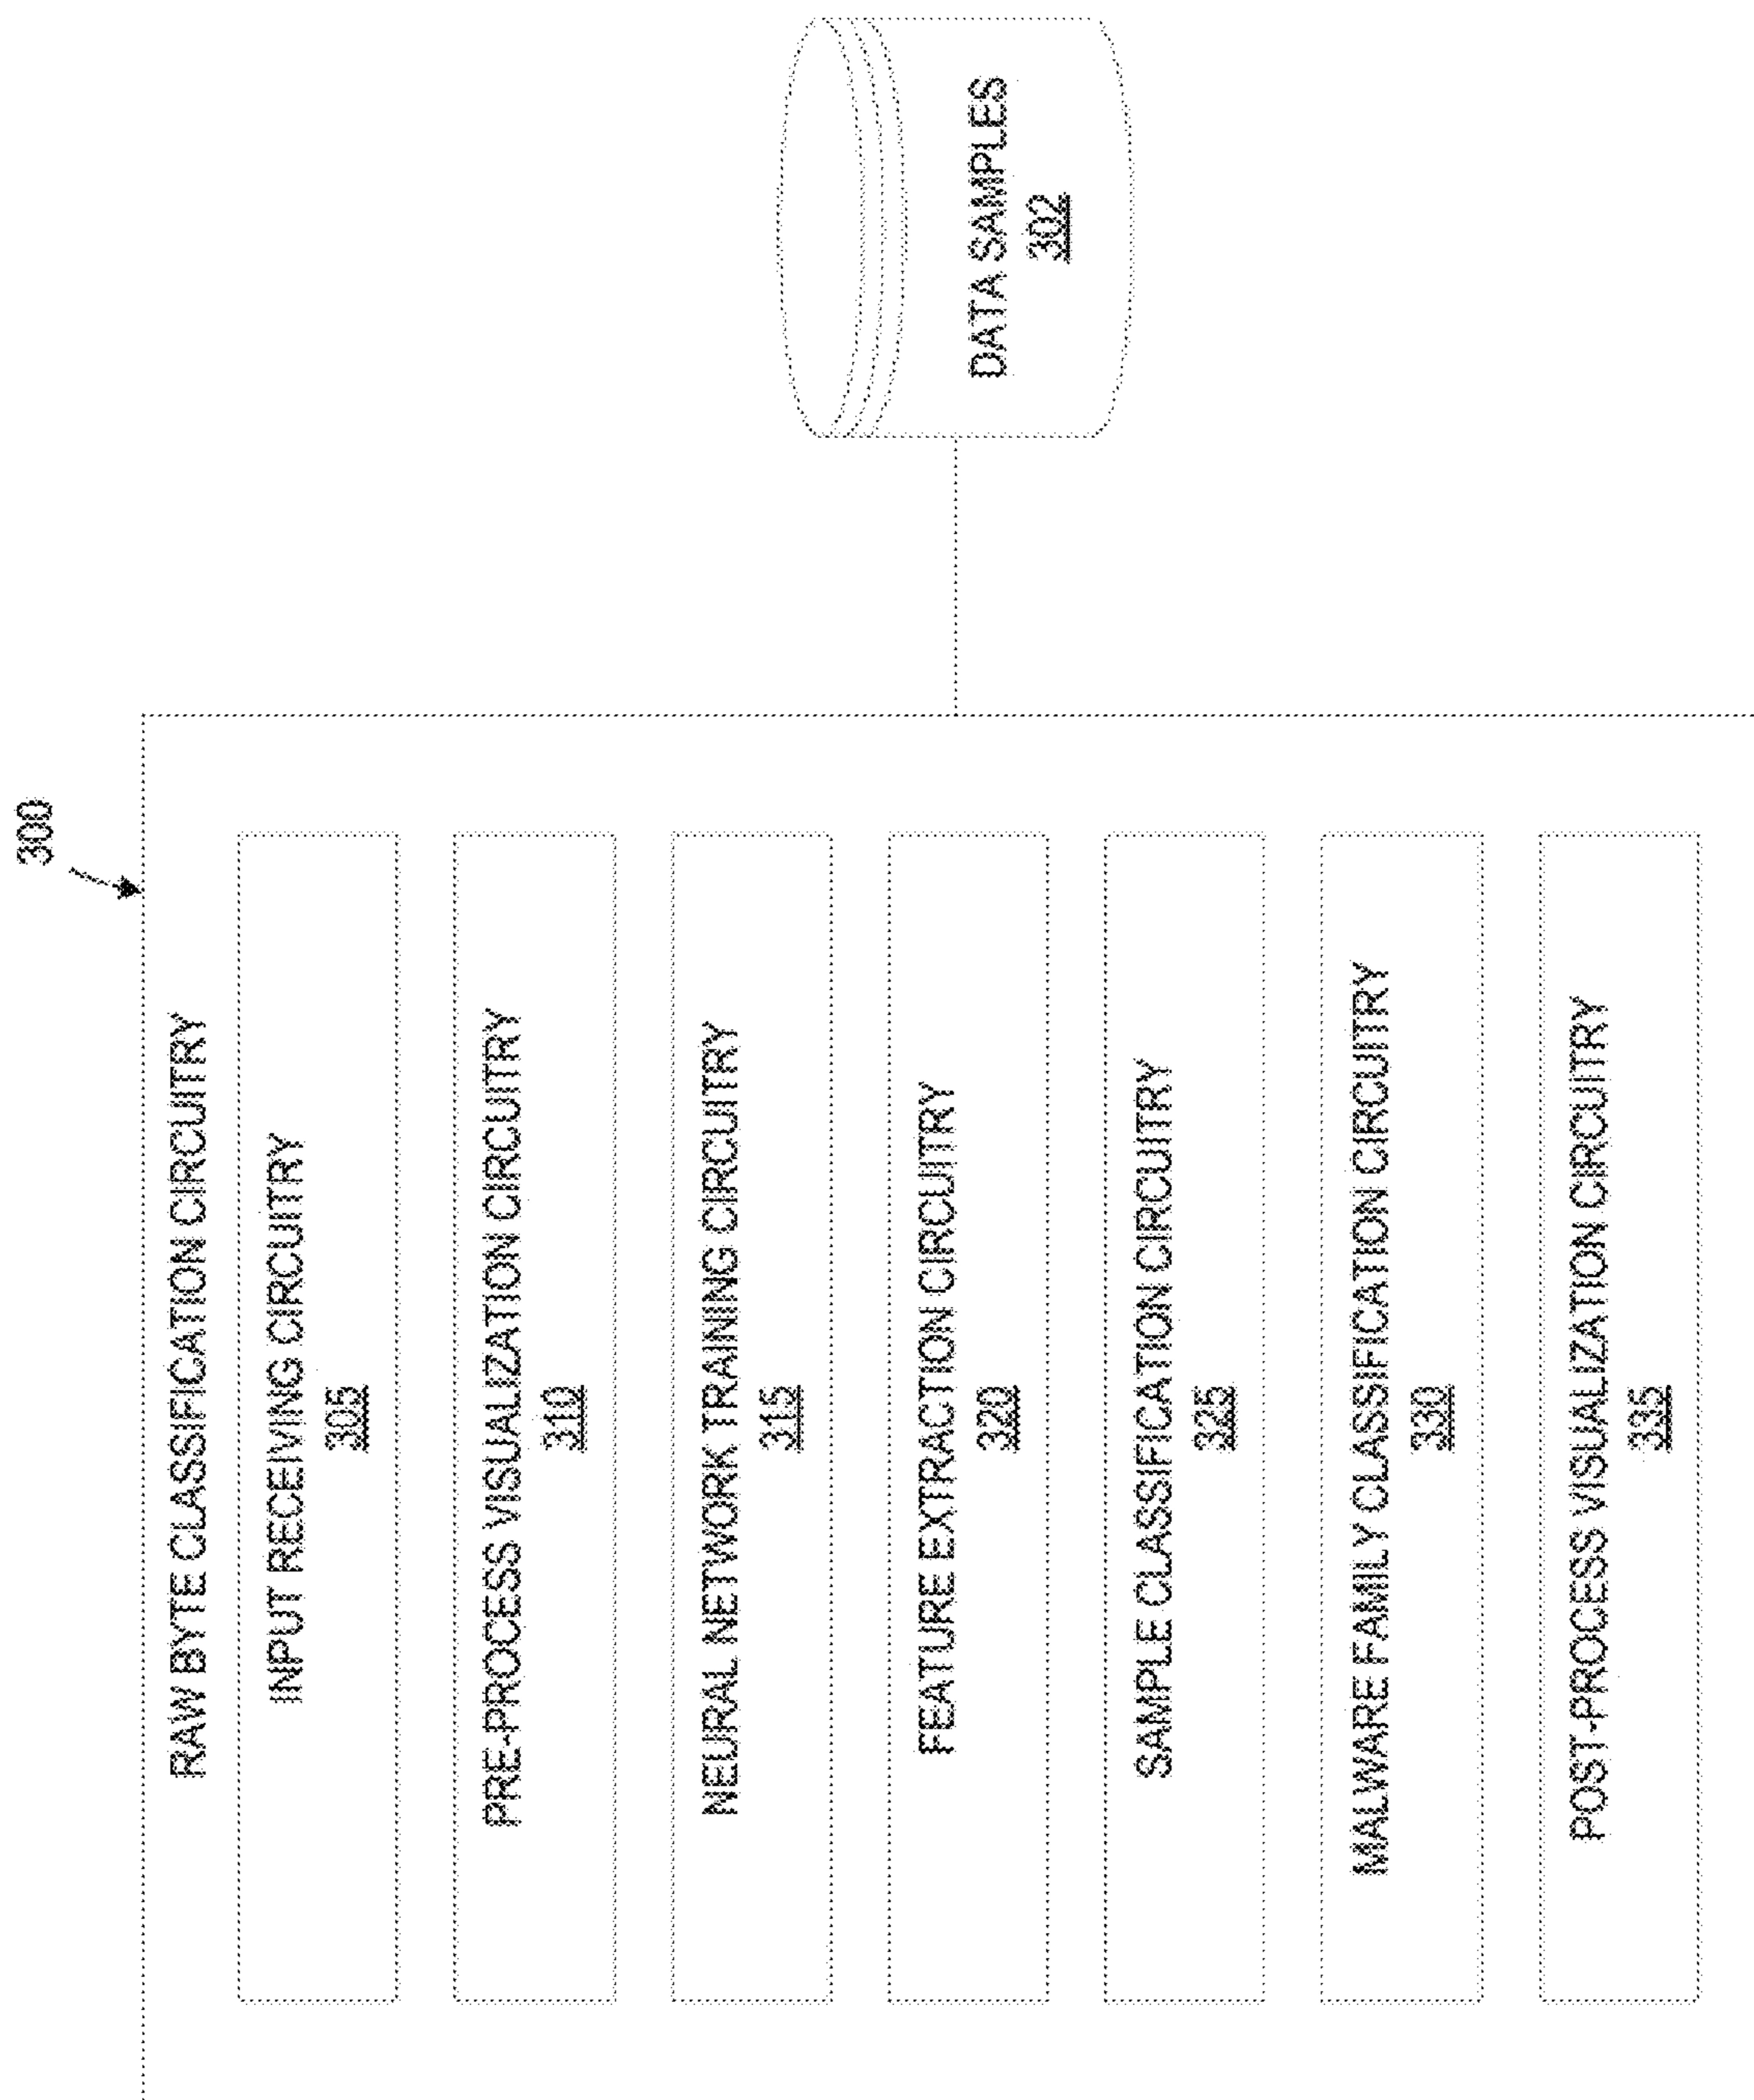 300
RAW BYTE CLASSIFICATION CIRCUITRY
INPUT RECEIVING CIRCUITRY
305
PRE-PROCESS VISUALIZATION CIRCUITRY
310
NEURAL NETWORK TRAINING CIRCUITRY
315
FEATURE EXTRACTION CIRCUITRY
320
SAMPLE CLASSIFICATION CIRCUITRY
325
MALWARE FAMILY CLASSIFICATION CIRCUITRY
330
POST-PROCESS VISUALIZATION CIRCUITRY
335
DATA SAMPLES
302